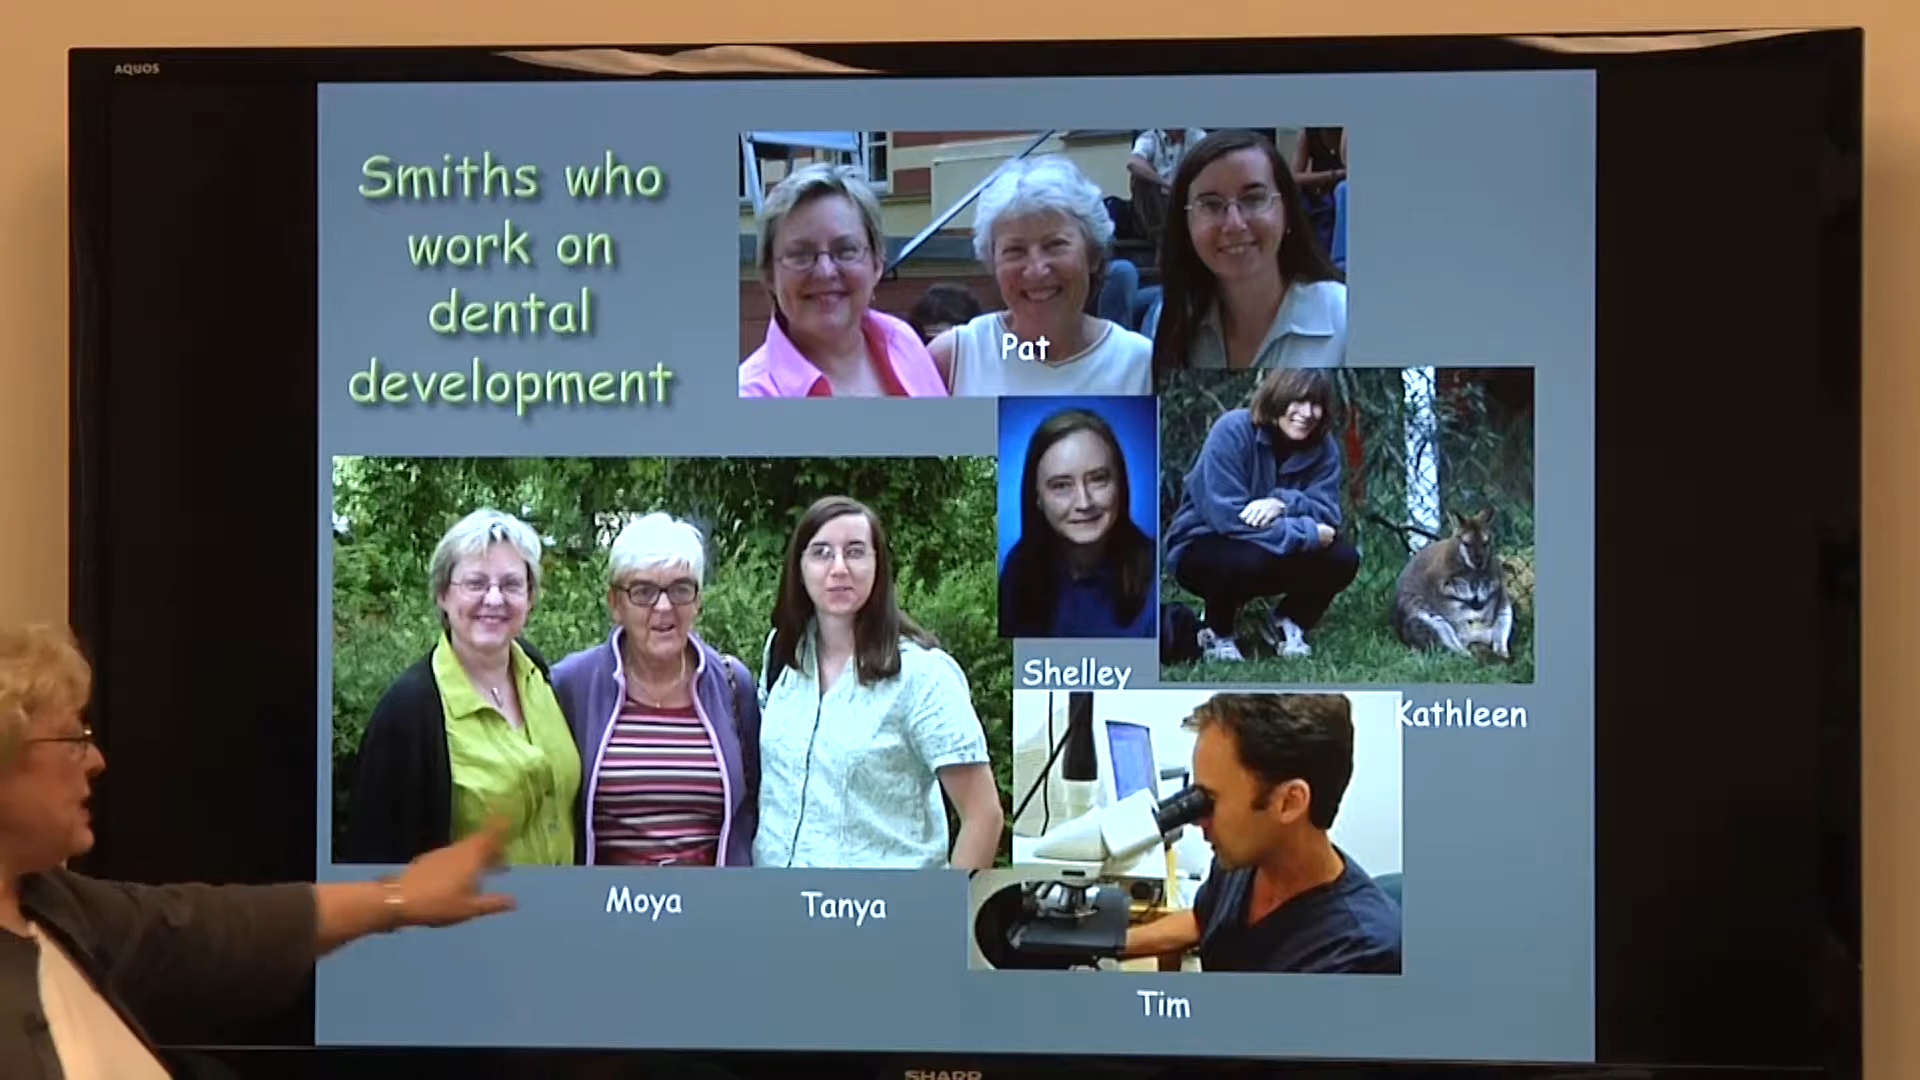 AQUOS
Smiths who
work on
dental
development
Pat
Shelley
Kathleen
Moya
Tanya
Tim
SHARP